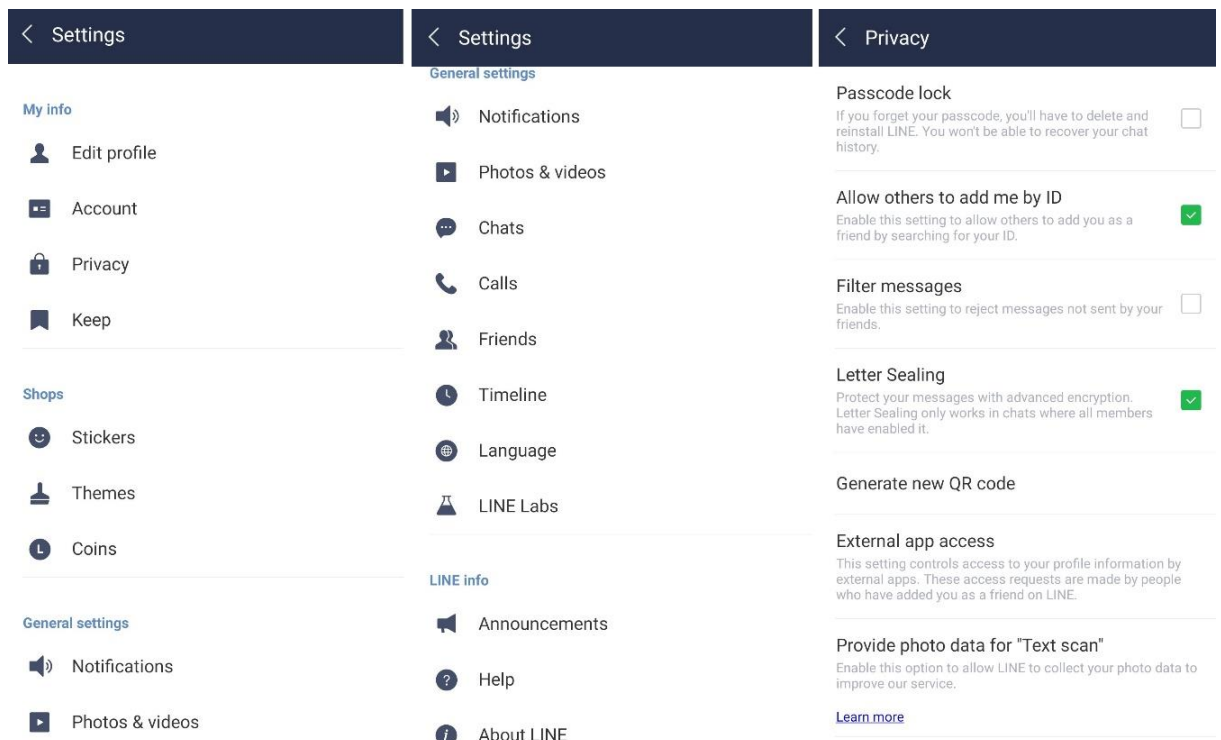 Settings
My info
Edit profile
Account
Privacy
Keep
Shops
Stickers
Themes
Coins
General settings
Notifications
Photos & videos
Settings
General settings
Notifications
Photos & videos
Chats
Calls
Friends
Timeline
Language
LINE Labs
LINE info
Announcements
Help
About LINE
Privacy
Passcode lock
If you forget your passcode, you'll have to delete and
reinstall LINE. You won't be able to recover your chat
history.
Allow others to add me by ID
Enable this setting to allow others to add you as a
friend by searching for your ID.
Filter messages
Enable this setting to reject messages not sent by your
friends.
Letter Sealing
Protect your messages with advanced encryption.
Letter Sealing only works in chats where all members
have enabled it.
Generate new QR code
External app access
This setting controls access to your profile information by
external apps. These access requests are made by people
who have added you as a friend on LINE.
Provide photo data for "Text scan"
Enable this option to allow LINE to collect your photo data to
improve our service.
Learn more